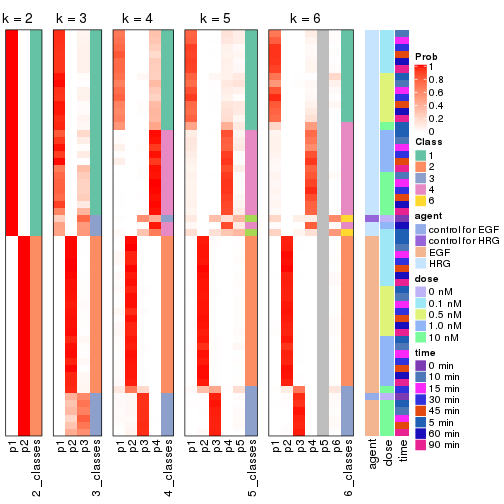 k = 2
k = 3
k = 4
k = 5
k = 6
p1
p2
2_classes
p1
p2
p3
3_classes
p1
p2
p3
p4
4_classes
p1
p2
p3
p4
p5
5_classes
p1
p2
p3
p4
p5
p6
6_classes
agent
dose
time
Prob
1
0.8
0.6
0.4
0.2
0
Class
1
2
3
4
6
agent
control for EGF
control for HRG
EGF
HRG
dose
0 nM
0.1 nM
0.5 nM
1.0 nM
10 nM
time
0 min
10 min
15 min
30 min
45 min
5 min
60 min
90 min